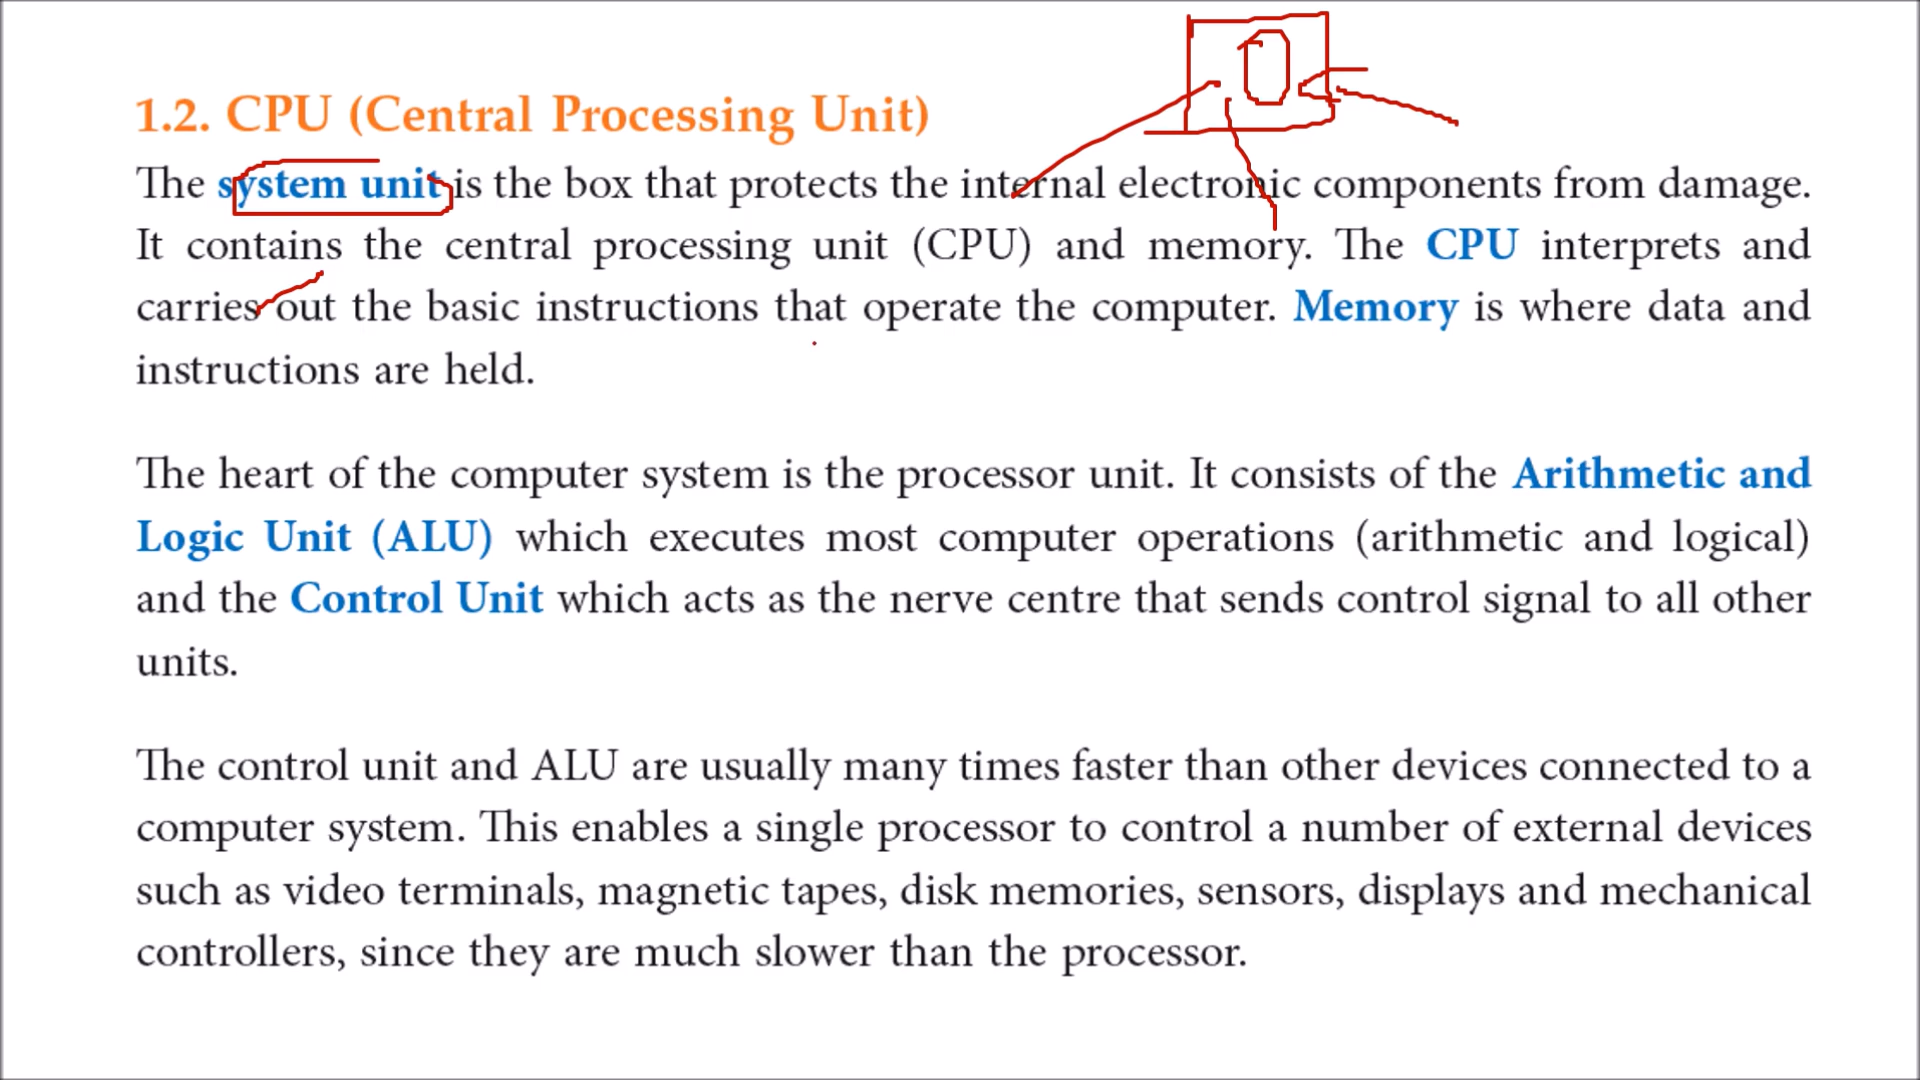 1.2. CPU (Central Processing Unit)
The system unit is the box that protects the internal electronic components from damage.
It contains the central processing unit (CPU) and memory. The CPU interprets and
carries out the basic instructions that operate the computer. Memory is where data and
instructions are held.
The heart of the computer system is the processor unit. It consists of the Arithmetic and
Logic Unit (ALU) which executes most computer operations (arithmetic and logical)
and the Control Unit which acts as the nerve centre that sends control signal to all other
units.
The control unit and ALU are usually many times faster than other devices connected to a
computer system. This enables a single processor to control a number of external devices
such as video terminals, magnetic tapes, disk memories, sensors, displays and mechanical
controllers, since they are much slower than the processor.